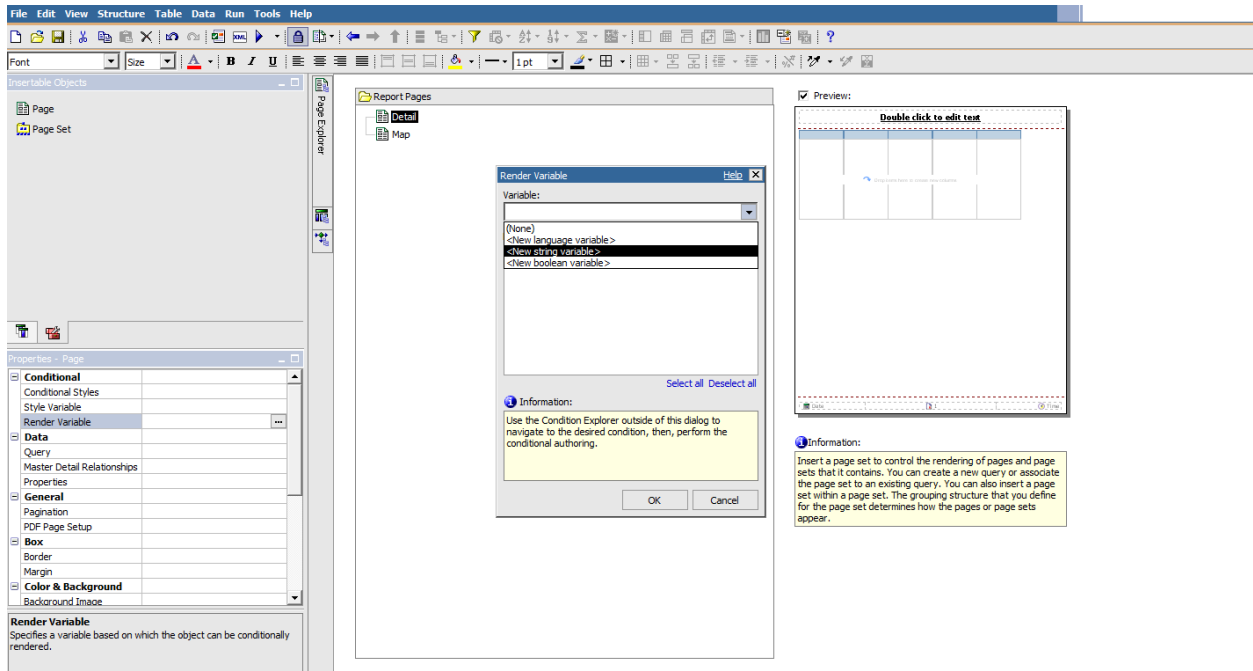 File Edit View Structure Table Data Run Tools Help
Font Size B I U 1 pt
Insertable Objects
Page
Page Set
Page Explorer
Report Pages
Detail
Map
Preview:
Double click to edit text
Render Variable Help
Variable:
(None)
<New language variable>
<New string variable>
<New boolean variable>
Select all Deselect all
Information:
Use the Condition Explorer outside of this dialog to
navigate to the desired condition, then, perform the
conditional authoring.
OK Cancel
Date 1 Time
Information:
Insert a page set to control the rendering of pages and page
sets that it contains. You can create a new query or associate
the page set to an existing query. You can also insert a page
set within a page set. The grouping structure that you define
for the page set determines how the pages or page sets
appear.
Properties - Page
Conditional
Conditional Styles
Style Variable
Render Variable ...
Data
Query
Master Detail Relationships
Properties
General
Pagination
PDF Page Setup
Box
Border
Margin
Color & Background
Background Image
Render Variable
Specifies a variable based on which the object can be conditionally
rendered.